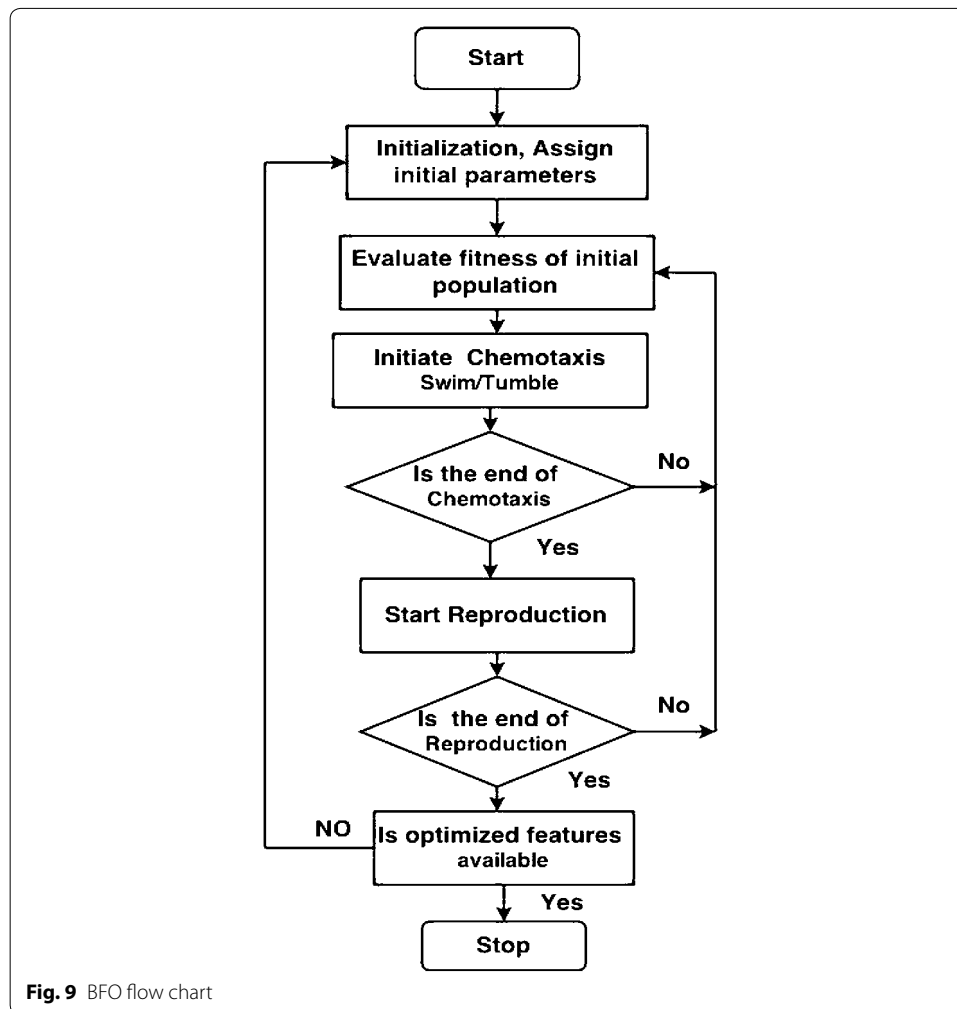 Start
Initialization, Assign
initial parameters
Evaluate fitness of initial
population
Initiate Chemotaxis
Swim/Tumble
Is the end of
Chemotaxis
No
Yes
Start Reproduction
Is the end of
Reproduction
No
Yes
NO
Is optimized features
available
Yes
Stop
Fig. 9 BFO flow chart